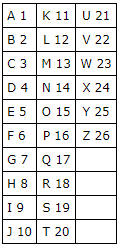 A 1 K 11 U 21
B 2 L 12 V 22
C 3 M 13 W 23
D 4 N 14 X 24
E 5 O 15 Y 25
F 6 P 16 Z 26
G 7 Q 17
H 8 R 18
I 9 S 19
J 10 T 20